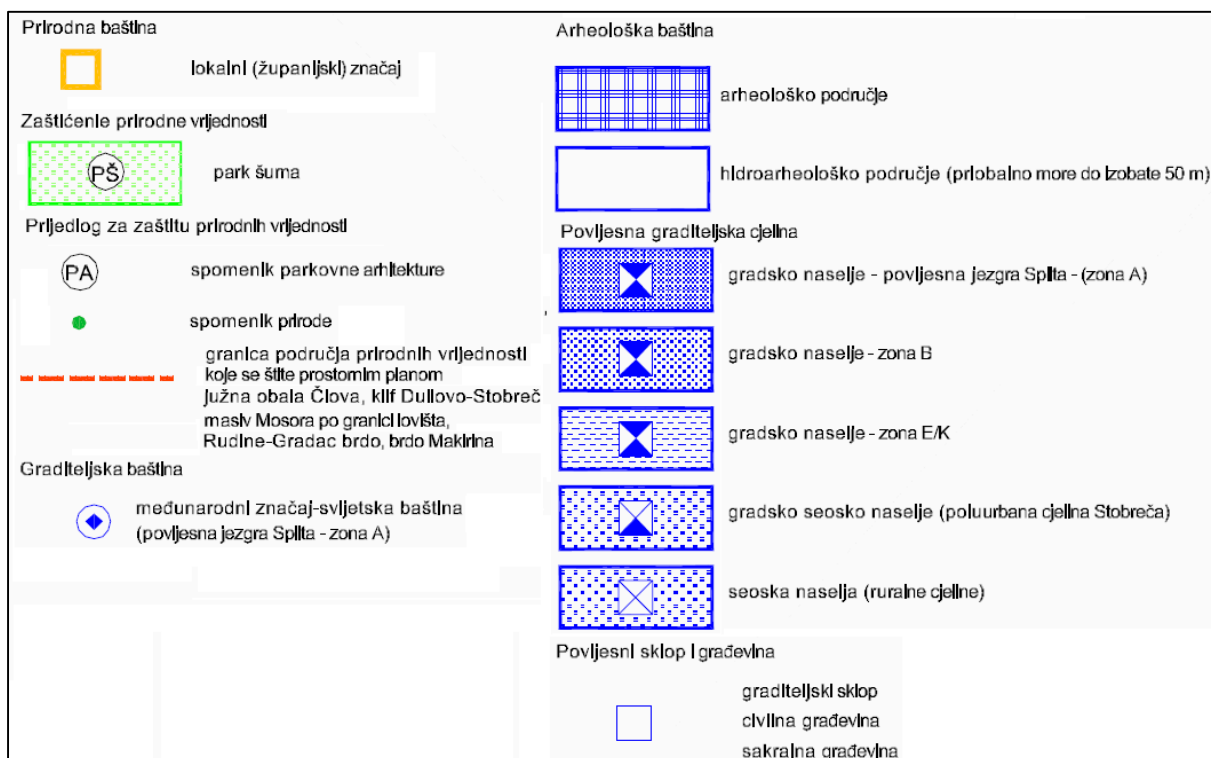 Prirodna baština
lokalni (županijski) značaj
Zaštićenie prirodne vrijednosti
PŠ
park šuma
Prijedlog za zaštitu prirodnih vrijednosti
PA
spomenik parkovne arhitekture
spomenik prirode
granica područja prirodnih vrijednosti
koje se štite prostornim planom
južna obala Člova, klif Duilovo-Stobreč
masiv Mosora po granici lovišta,
Rudine-Gradac brdo, brdo Makirina
Graditeljska baština
međunarodni značaj-svijetska baština
(povijesna jezgra Splita - zona A)
Arheološka baština
arheološko područje
hidroarheološko područje (priobalno more do izobate 50 m)
Povijesna graditeljska cjelina
gradsko naselje - povijesna jezgra Splita - (zona A)
gradsko naselje - zona B
gradsko naselje - zona E/K
gradsko seosko naselje (poluurbana cjelina Stobreča)
seoska naselja (ruralne cjeline)
Povijesni sklop i građevina
graditeljski sklop
civilna građevina
sakralna građevina